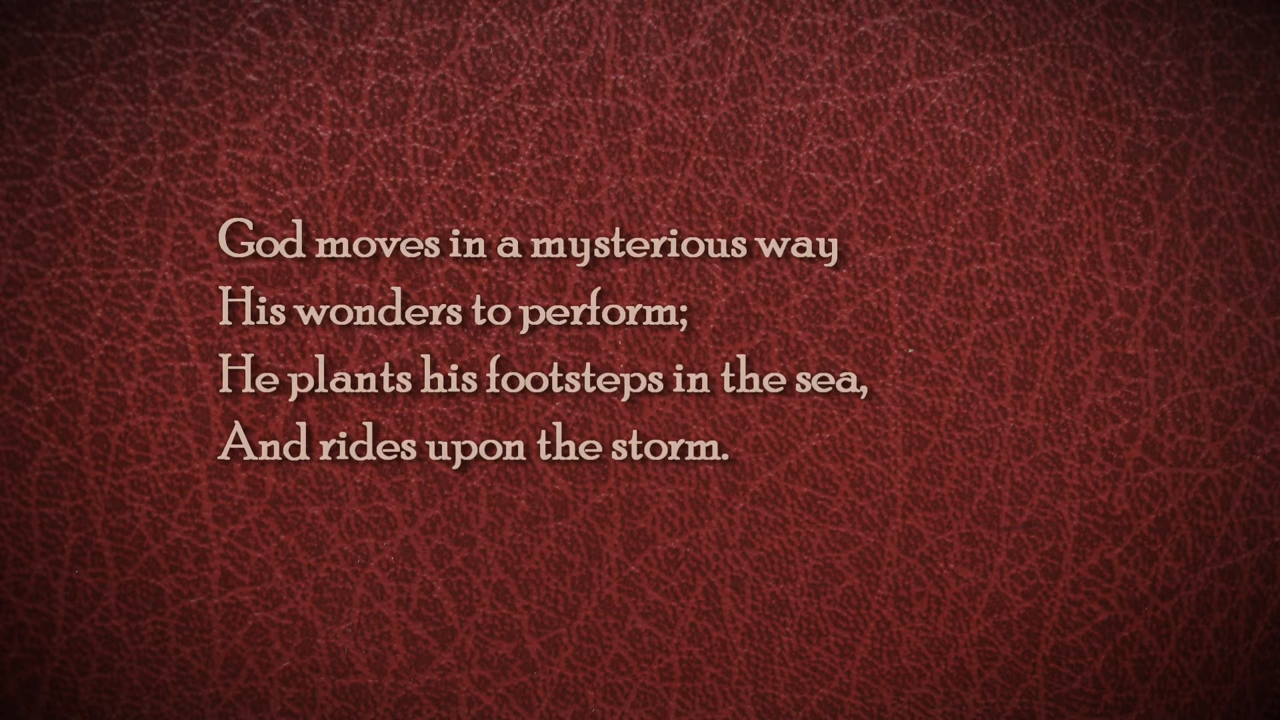 God moves in a mysterious way
His wonders to perform;
He plants his footsteps in the sea,
And rides upon the storm.